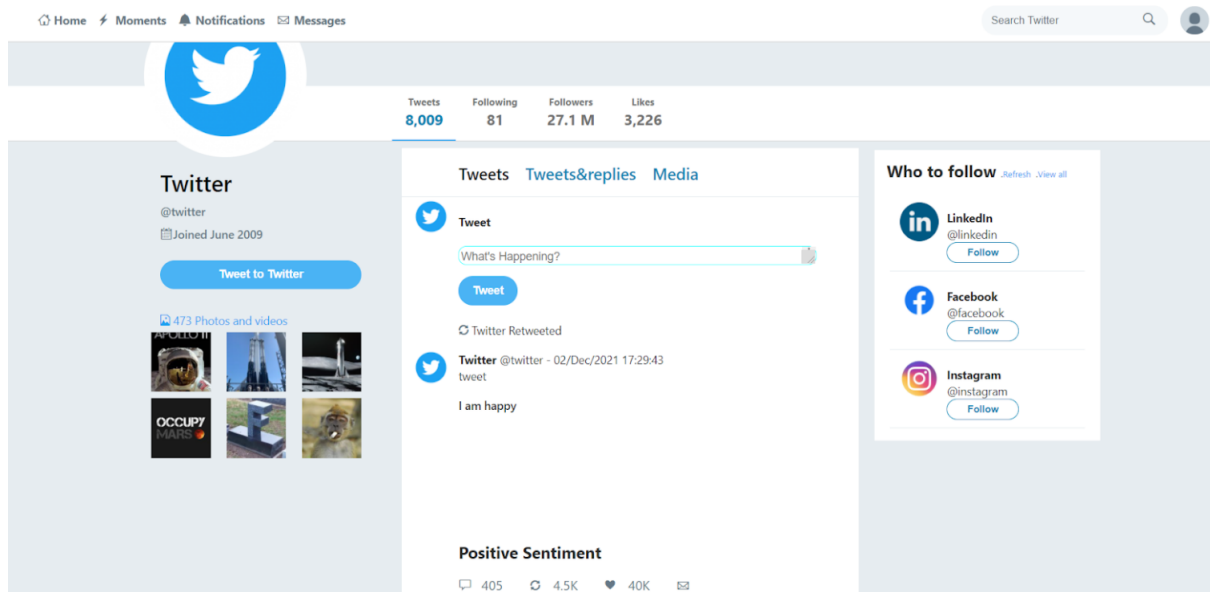 Home Moments Notifications Messages
Search Twitter
Tweets Following Followers Likes
8,009 81 27.1 M 3,226
Twitter
@twitter
Joined June 2009
Tweet to Twitter
473 Photos and videos
APOLLO 11
OCCUPY
MARS
E
Tweets Tweets&replies Media
Tweet
What's Happening?
Tweet
Twitter Retweeted
Twitter @twitter - 02/Dec/2021 17:29:43
tweet
I am happy
Positive Sentiment
405 4.5K 40K
Who to follow .Refresh .View all
in
LinkedIn
@linkedin
Follow
Facebook
@facebook
Follow
Instagram
@instagram
Follow